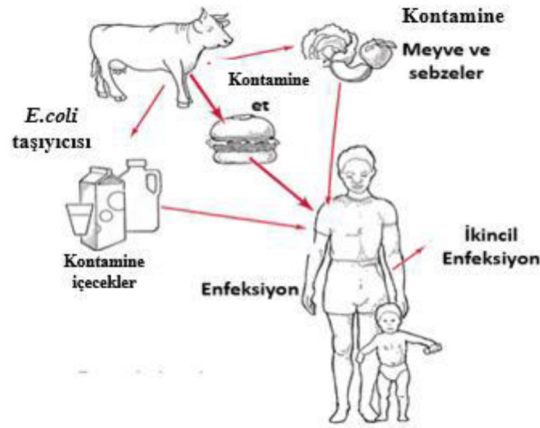 Kontamine
Meyve ve
sebzeler
Kontamine
et
E.coli
taşıyıcısı
Kontamine
içecekler
Enfeksiyon
İkincil
Enfeksiyon